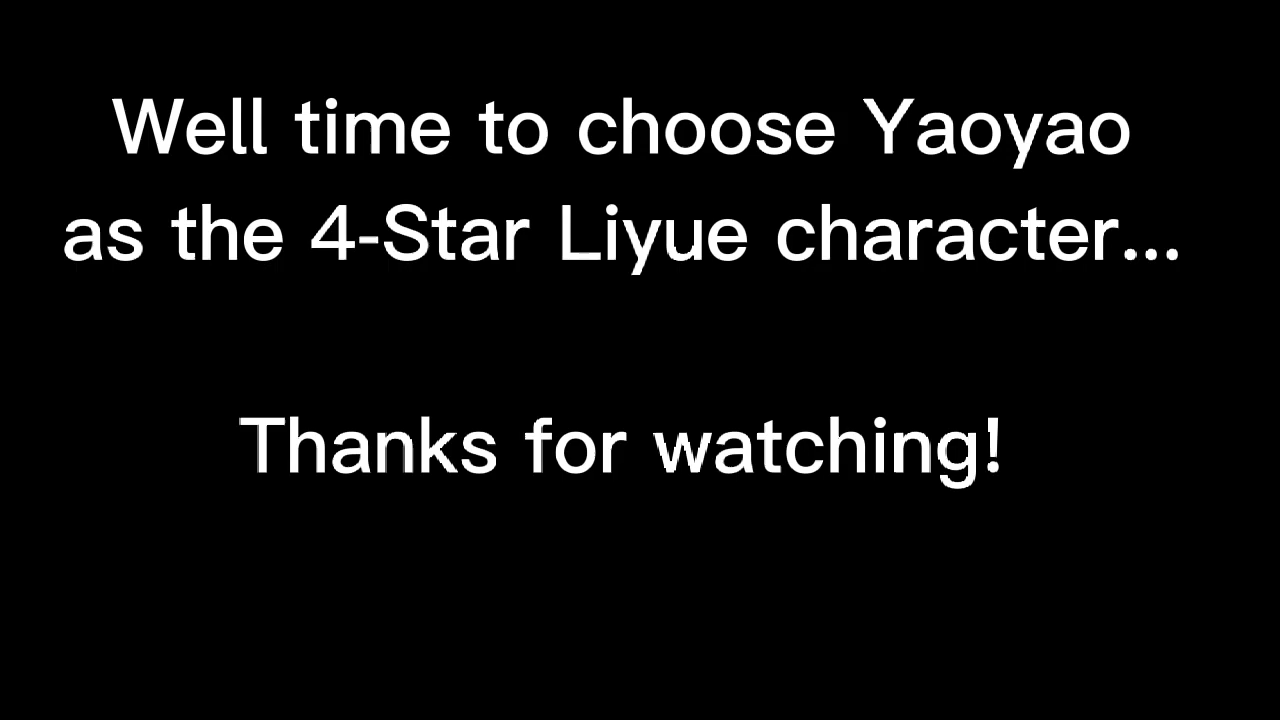 Well time to choose Yaoyao
as the 4-Star Liyue character...
Thanks for watching!